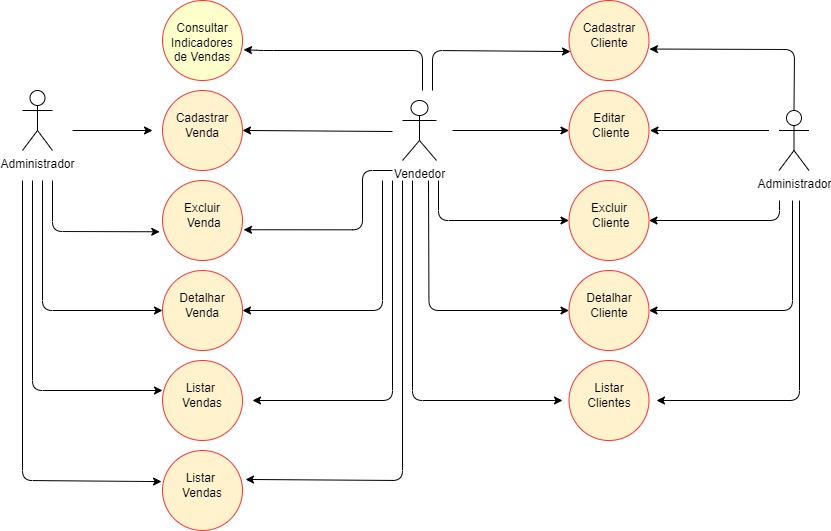 Consultar
Indicadores
de Vendas
Cadastrar
Cliente
Administrador
Cadastrar
Venda
Vendedor
Editar
Cliente
Administrador
Excluir
Venda
Excluir
Cliente
Detalhar
Venda
Detalhar
Cliente
Listar
Vendas
Listar
Clientes
Listar
Vendas